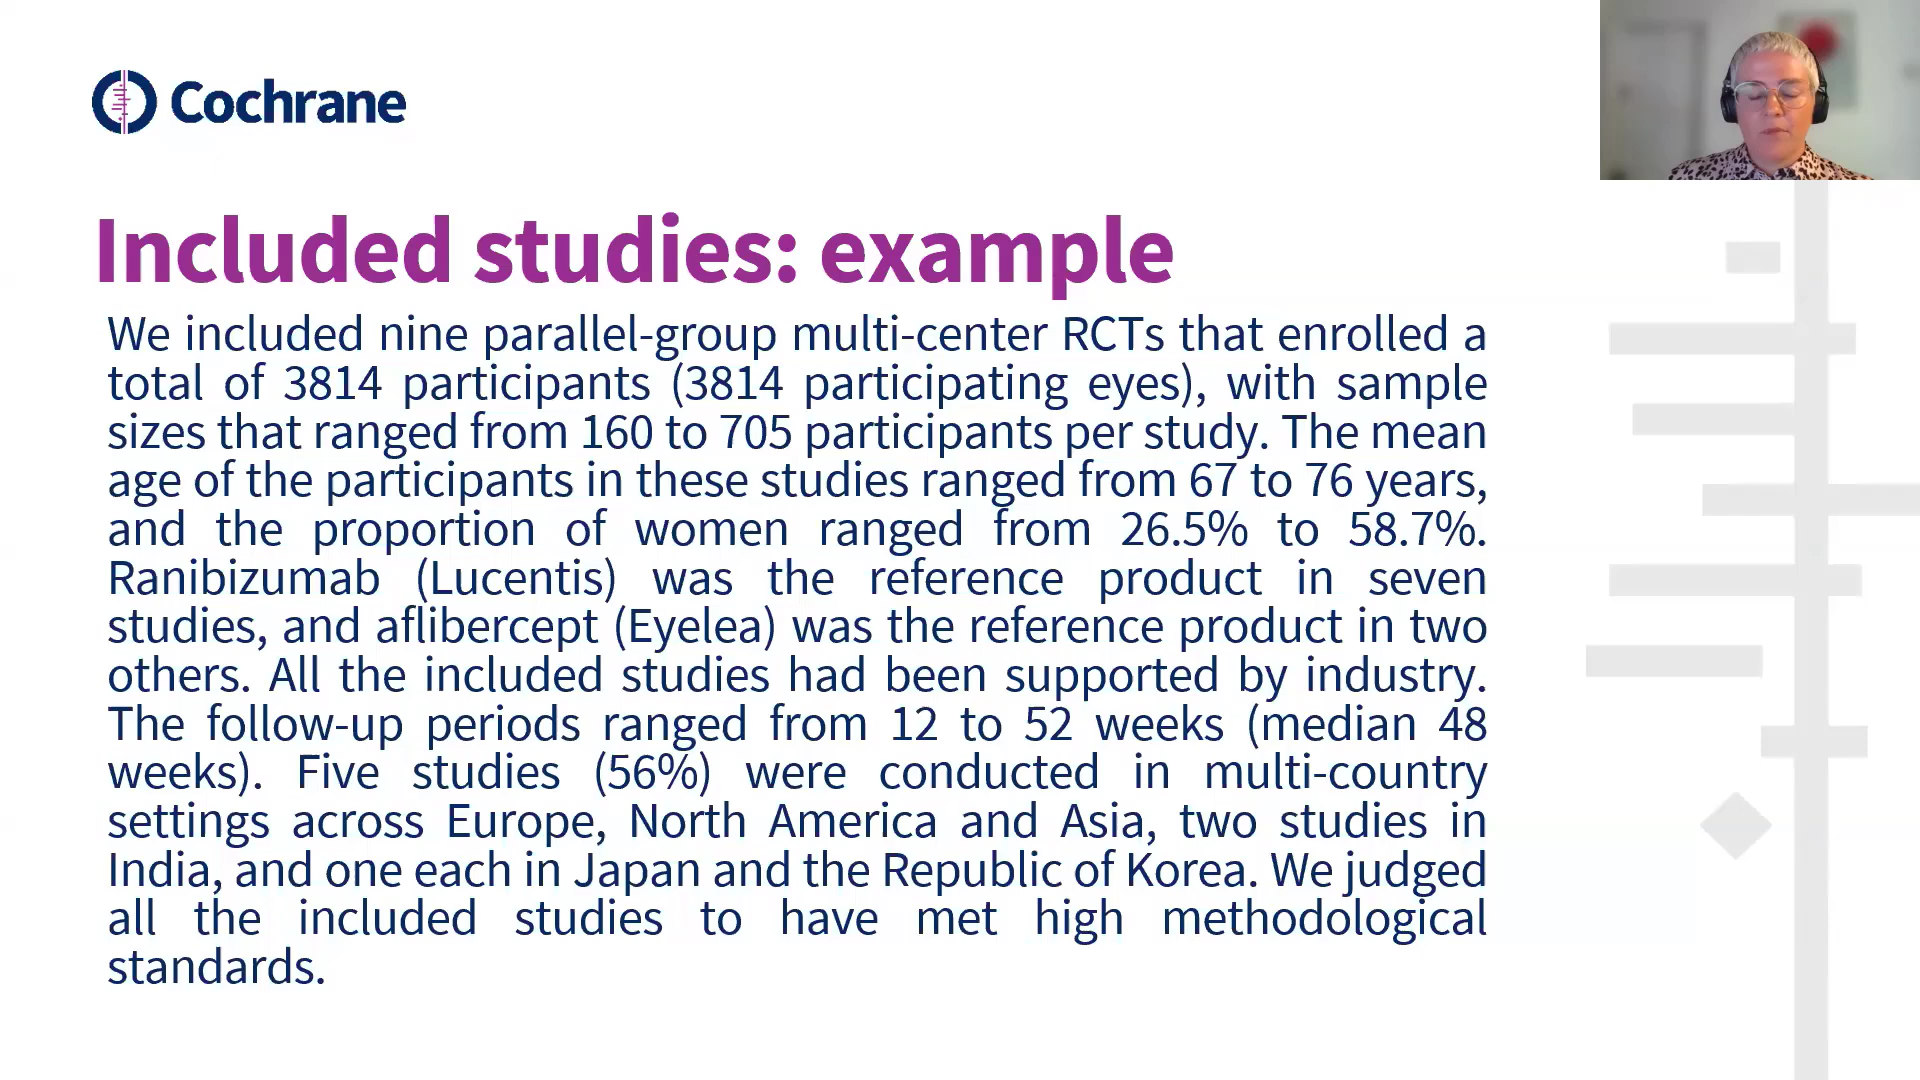 Cochrane
Included studies: example
We included nine parallel-group multi-center RCTs that enrolled a
total of 3814 participants (3814 participating eyes), with sample
sizes that ranged from 160 to 705 participants per study. The mean
age of the participants in these studies ranged from 67 to 76 years,
and the proportion of women ranged from 26.5% to 58.7%.
Ranibizumab (Lucentis) was the reference product in seven
studies, and aflibercept (Eyelea) was the reference product in two
others. All the included studies had been supported by industry.
The follow-up periods ranged from 12 to 52 weeks (median 48
weeks). Five studies (56%) were conducted in multi-country
settings across Europe, North America and Asia, two studies in
India, and one each in Japan and the Republic of Korea. We judged
all the included studies to have met high methodological
standards.